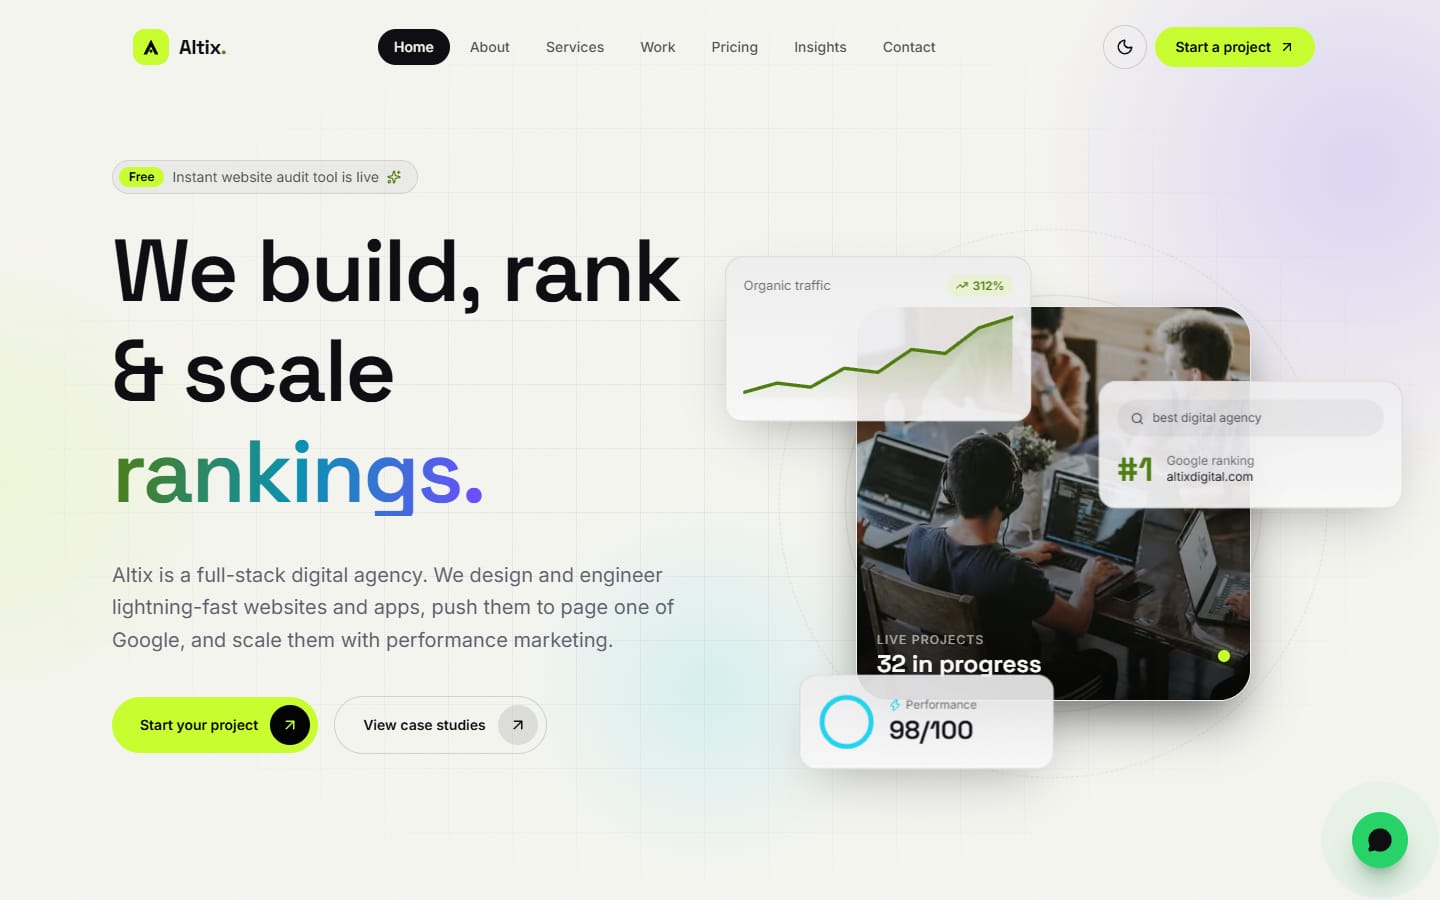 Altix.
Home
About
Services
Work
Pricing
Insights
Contact
Start a project
Free
Instant website audit tool is live
We build, rank
& scale
rankings.
Altix is a full-stack digital agency. We design and engineer
lightning-fast websites and apps, push them to page one of
Google, and scale them with performance marketing.
Start your project
View case studies
Organic traffic
312%
best digital agency
#1
Google ranking
altixdigital.com
LIVE PROJECTS
32 in progress
Performance
98/100